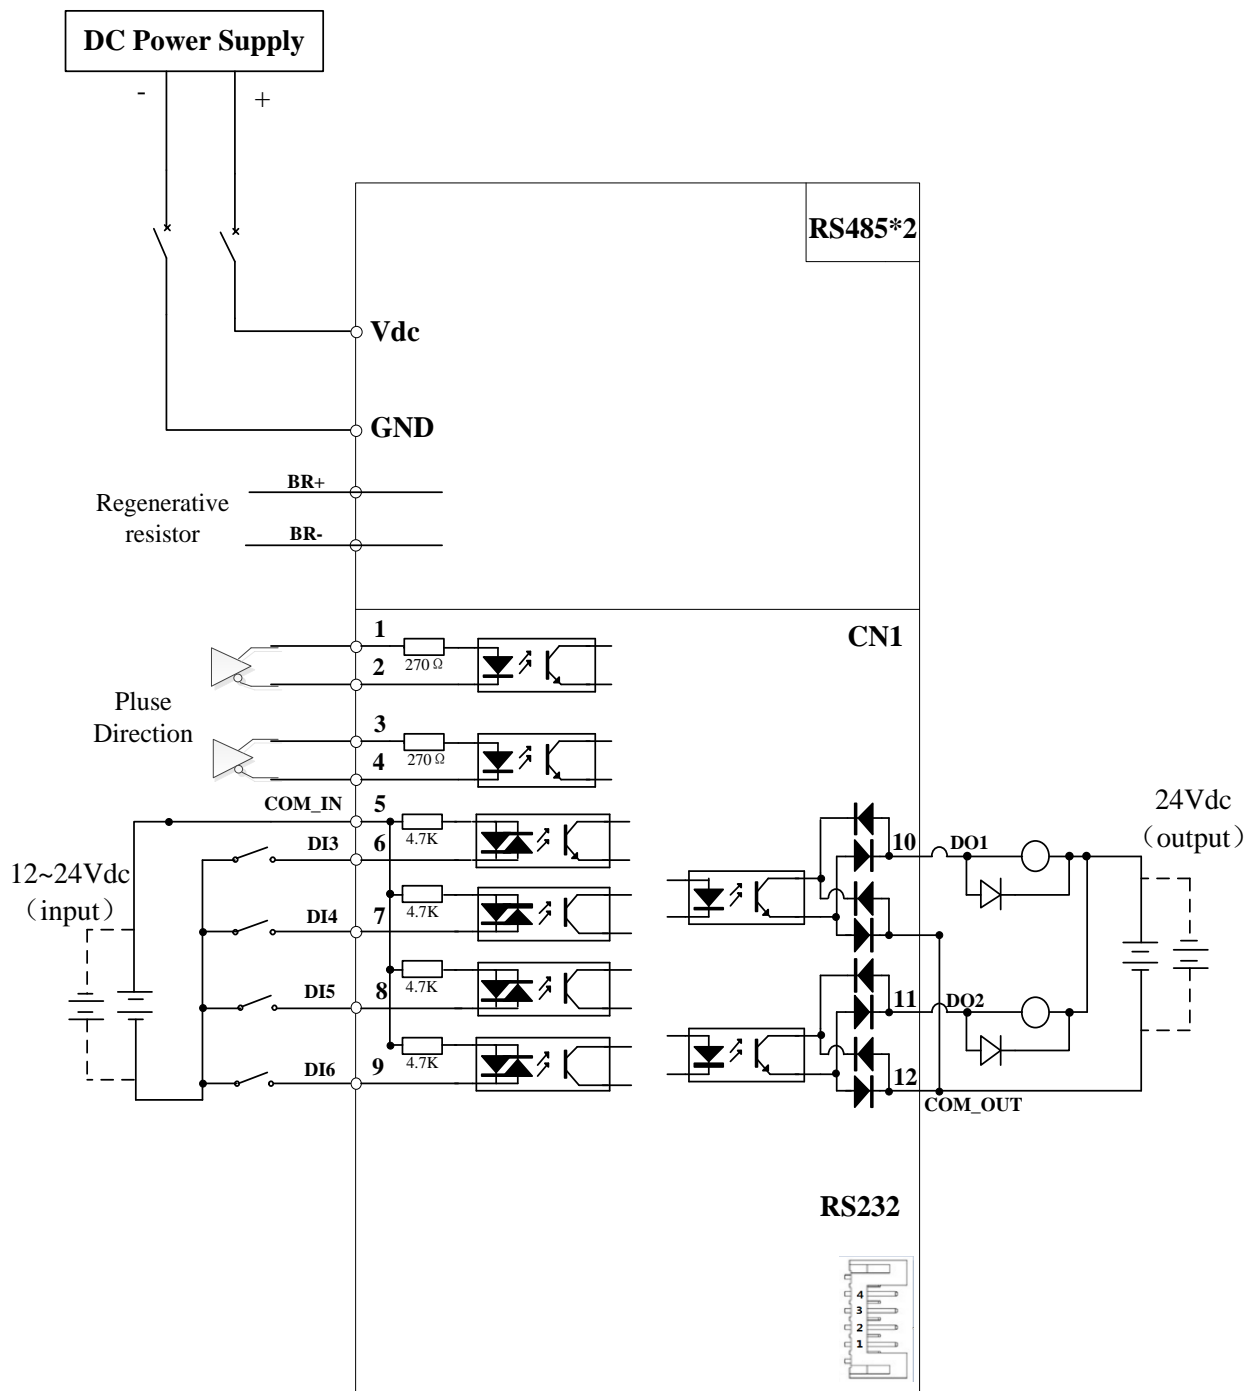 DC Power Supply
-
+
RS485*2
Vdc
GND
BR+
Regenerative
resistor
BR-
CN1
1
270Ω
2
Pluse
Direction
3
270Ω
4
COM_IN
5
4.7K
6
DI3
12~24Vdc
（input）
7
4.7K
DI4
8
4.7K
DI5
9
4.7K
DI6
10
DO1
24Vdc
（output）
11
DO2
12
COM_OUT
RS232
4
3
2
1